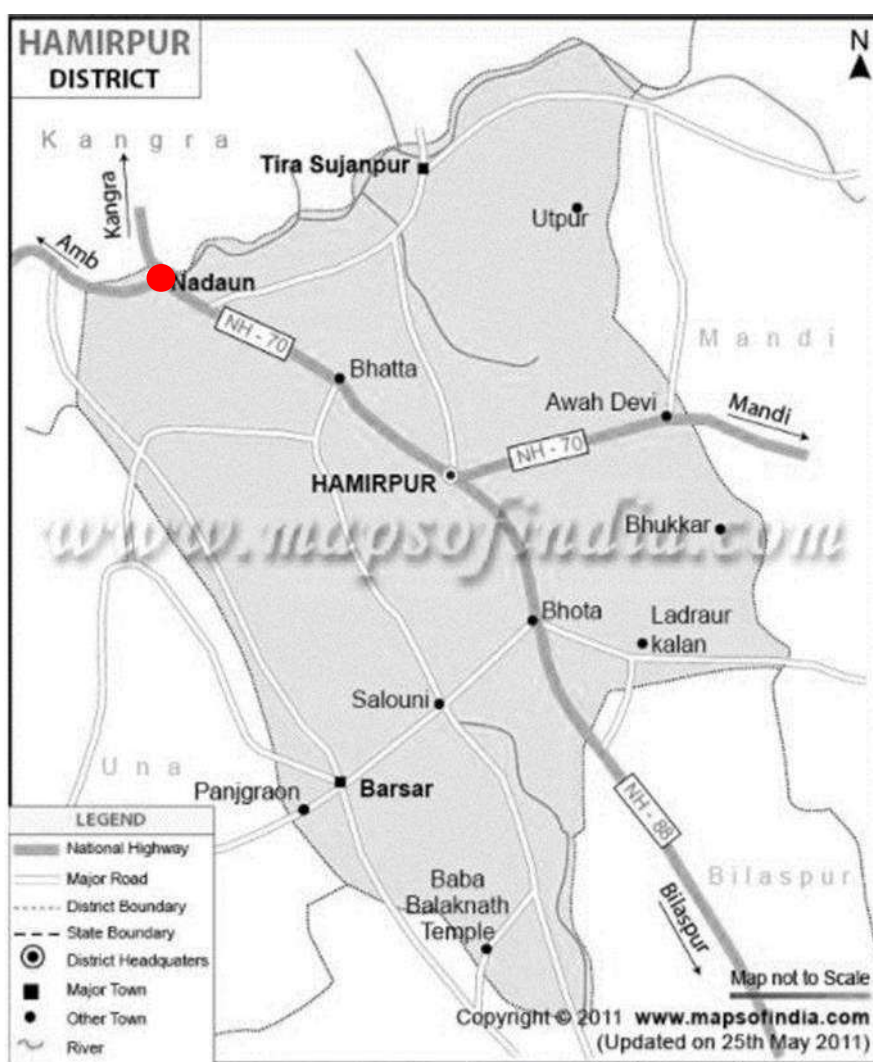 HAMIRPUR
DISTRICT
N
Kangra
Kangra
Tira Sujanpur
Utpur
Amb
Nadaun
NH - 70
Mandi
Bhatta
Awah Devi
Mandi
NH - 70
HAMIRPUR
www.mapsofindia.com
Bhukkar
Bhota
Ladraur
kalan
Salouni
Una
Panjgraon
Barsar
NH - 88
LEGEND
National Highway
Major Road
District Boundary
State Boundary
District Headquaters
Major Town
Other Town
River
Baba
Balaknath
Temple
Bilaspur
Bilaspur
Map not to Scale
Copyright © 2011 www.mapsofindia.com
(Updated on 25th May 2011)